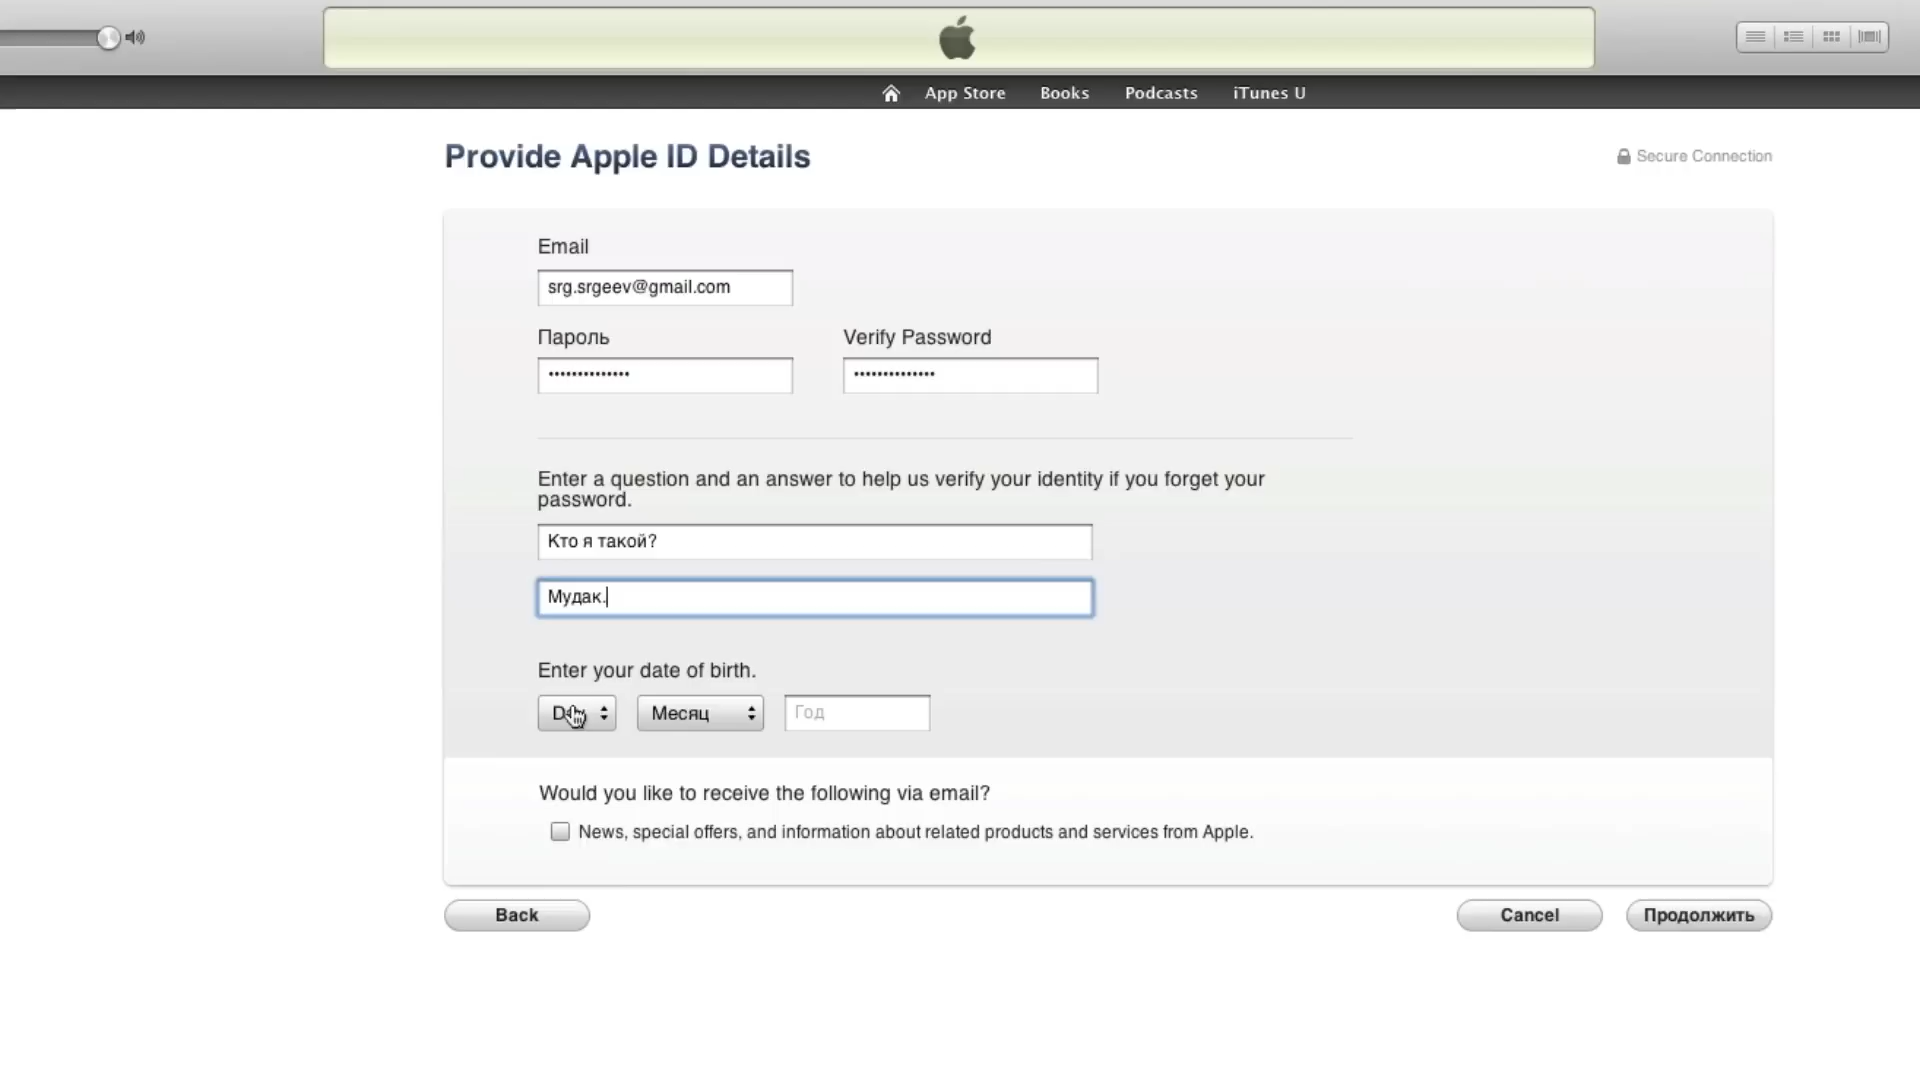 App Store Books Podcasts iTunes U
Provide Apple ID Details
Secure Connection
Email
srg.srgeev@gmail.com
Пароль Verify Password
•••••••••••••• ••••••••••••••
Enter a question and an answer to help us verify your identity if you forget your
password.
Кто я такой?
Мудак.
Enter your date of birth.
Месяц Год
Would you like to receive the following via email?
News, special offers, and information about related products and services from Apple.
Back Cancel Продолжить